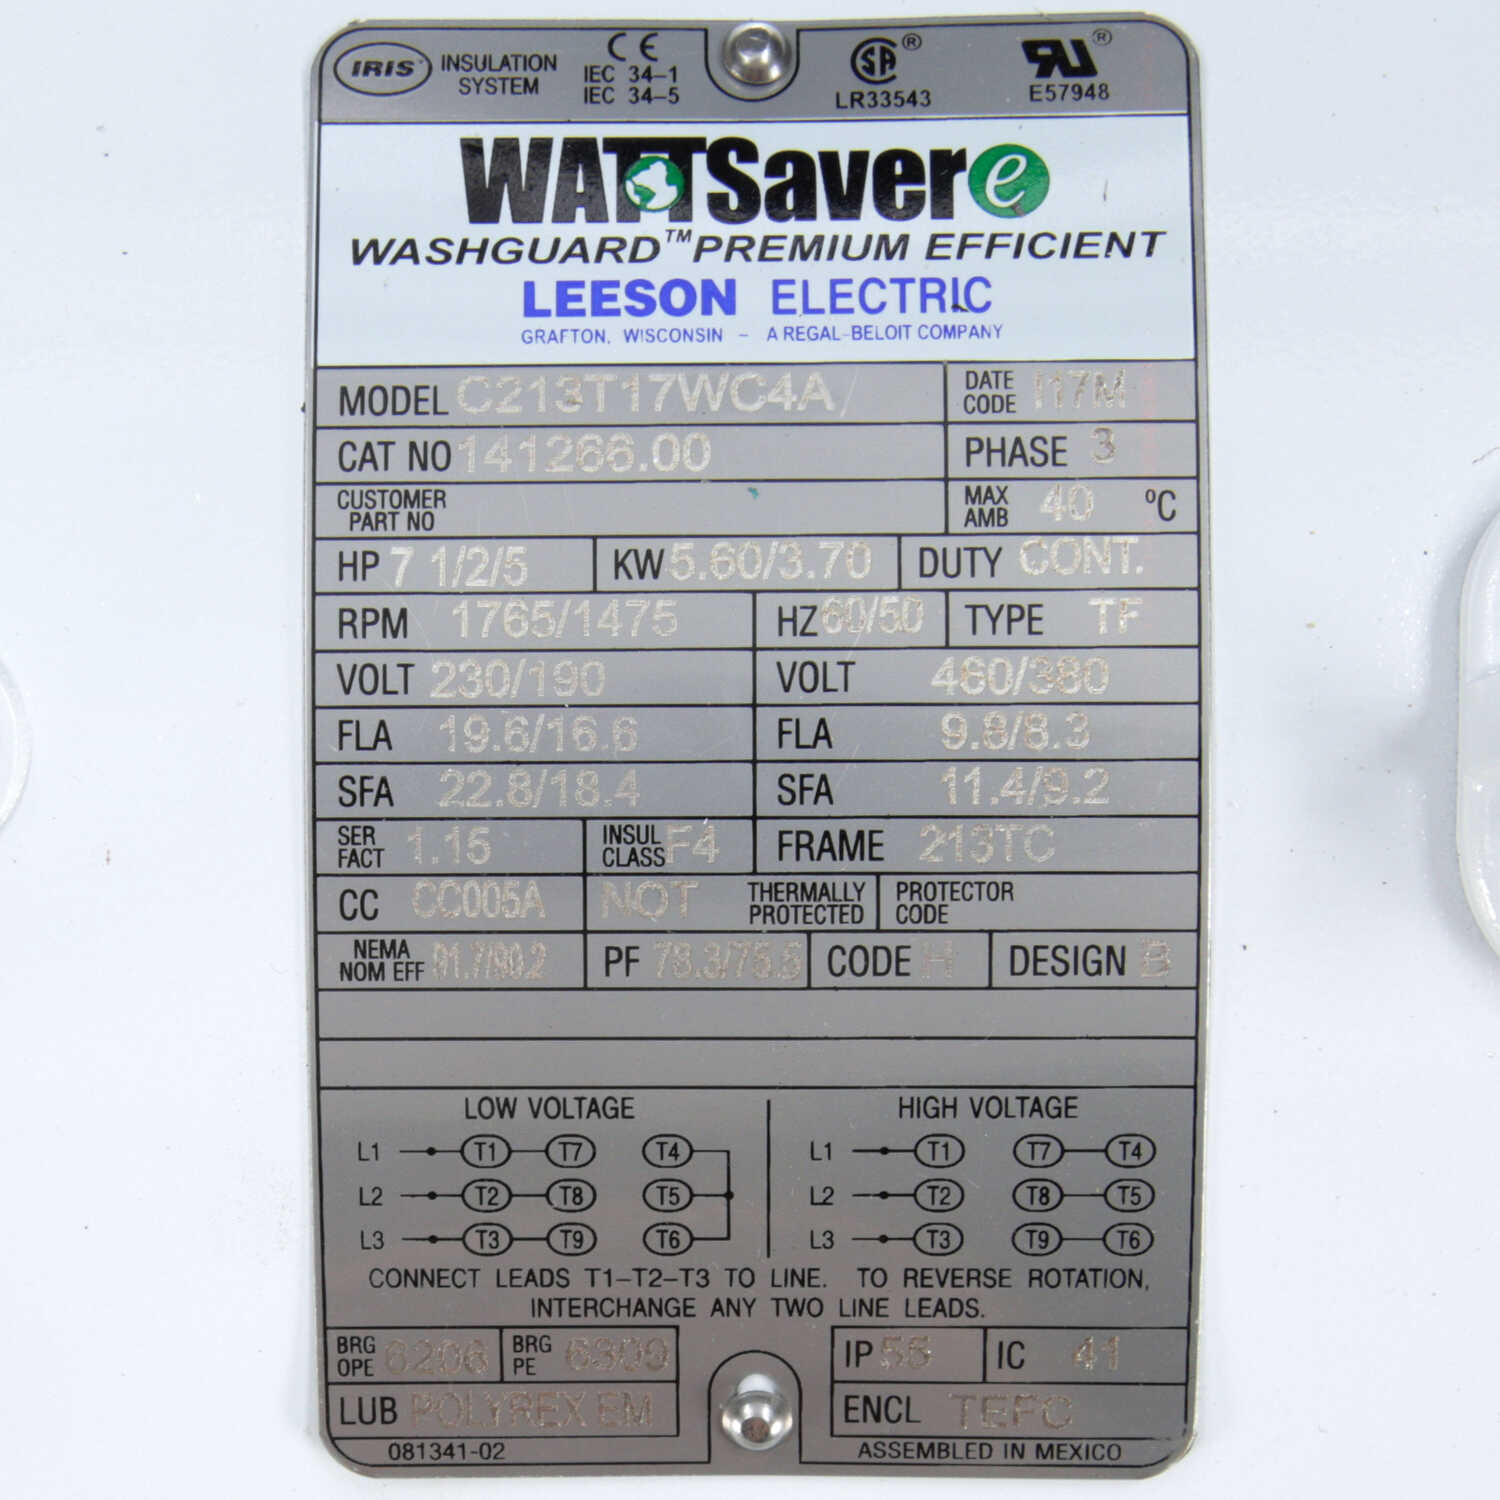 IRIS INSULATION SYSTEM
CE
IEC 34-1
IEC 34-5
SA ®
LR33543
RU ®
E57948
WATTSaver e
WASHGUARD™ PREMIUM EFFICIENT
LEESON ELECTRIC
GRAFTON, WISCONSIN - A REGAL-BELOIT COMPANY
MODEL C213T17WC4A DATE CODE I17M
CAT NO 141266.00 PHASE 3
CUSTOMER PART NO MAX AMB 40 °C
HP 7 1/2/5 KW 5.60/3.70 DUTY CONT.
RPM 1765/1475 HZ 60/50 TYPE TF
VOLT 230/190 VOLT 460/380
FLA 19.6/16.6 FLA 9.8/8.3
SFA 22.8/18.4 SFA 11.4/9.2
SER FACT 1.15 INSUL CLASS F4 FRAME 213TC
CC CC005A NOT THERMALLY PROTECTED PROTECTOR CODE
NEMA NOM EFF 91.7/90.2 PF CODE H DESIGN B
LOW VOLTAGE HIGH VOLTAGE
L1 T1 T7 T4 L1 T1 T7 T4
L2 T2 T8 T5 L2 T2 T8 T5
L3 T3 T9 T6 L3 T3 T9 T6
CONNECT LEADS T1-T2-T3 TO LINE. TO REVERSE ROTATION,
INTERCHANGE ANY TWO LINE LEADS.
BRG OPE 6206 BRG PE 6309 IP 55 IC 41
LUB POLYREX EM ENCL TEFC
081341-02 ASSEMBLED IN MEXICO